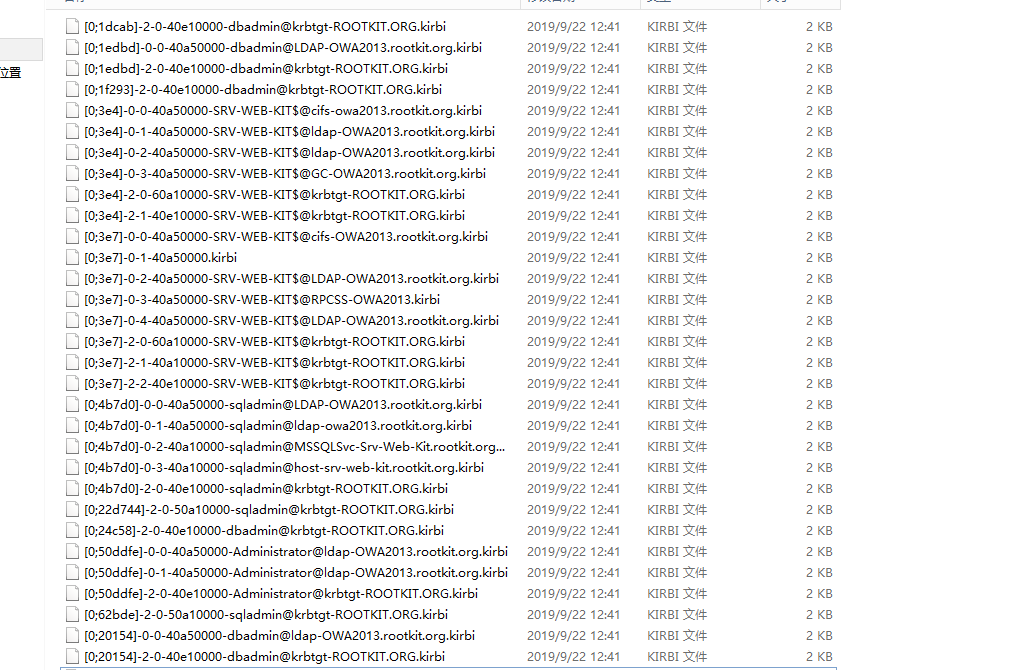 [0;1dcab]-2-0-40e10000-dbadmin@krbtgt-ROOTKIT.ORG.kirbi 2019/9/22 12:41 KIRBI 文件 2 KB
[0;1edbd]-0-0-40a50000-dbadmin@LDAP-OWA2013.rootkit.org.kirbi 2019/9/22 12:41 KIRBI 文件 2 KB
[0;1edbd]-2-0-40e10000-dbadmin@krbtgt-ROOTKIT.ORG.kirbi 2019/9/22 12:41 KIRBI 文件 2 KB
位置
[0;1f293]-2-0-40e10000-dbadmin@krbtgt-ROOTKIT.ORG.kirbi 2019/9/22 12:41 KIRBI 文件 2 KB
[0;3e4]-0-0-40a50000-SRV-WEB-KIT$@cifs-owa2013.rootkit.org.kirbi 2019/9/22 12:41 KIRBI 文件 2 KB
[0;3e4]-0-1-40a50000-SRV-WEB-KIT$@ldap-OWA2013.rootkit.org.kirbi 2019/9/22 12:41 KIRBI 文件 2 KB
[0;3e4]-0-2-40a50000-SRV-WEB-KIT$@ldap-OWA2013.rootkit.org.kirbi 2019/9/22 12:41 KIRBI 文件 2 KB
[0;3e4]-0-3-40a50000-SRV-WEB-KIT$@GC-OWA2013.rootkit.org.kirbi 2019/9/22 12:41 KIRBI 文件 2 KB
[0;3e4]-2-0-60a10000-SRV-WEB-KIT$@krbtgt-ROOTKIT.ORG.kirbi 2019/9/22 12:41 KIRBI 文件 2 KB
[0;3e4]-2-1-40e10000-SRV-WEB-KIT$@krbtgt-ROOTKIT.ORG.kirbi 2019/9/22 12:41 KIRBI 文件 2 KB
[0;3e7]-0-0-40a50000-SRV-WEB-KIT$@cifs-OWA2013.rootkit.org.kirbi 2019/9/22 12:41 KIRBI 文件 2 KB
[0;3e7]-0-1-40a50000.kirbi 2019/9/22 12:41 KIRBI 文件 2 KB
[0;3e7]-0-2-40a50000-SRV-WEB-KIT$@LDAP-OWA2013.rootkit.org.kirbi 2019/9/22 12:41 KIRBI 文件 2 KB
[0;3e7]-0-3-40a50000-SRV-WEB-KIT$@RPCSS-OWA2013.kirbi 2019/9/22 12:41 KIRBI 文件 2 KB
[0;3e7]-0-4-40a50000-SRV-WEB-KIT$@LDAP-OWA2013.rootkit.org.kirbi 2019/9/22 12:41 KIRBI 文件 2 KB
[0;3e7]-2-0-60a10000-SRV-WEB-KIT$@krbtgt-ROOTKIT.ORG.kirbi 2019/9/22 12:41 KIRBI 文件 2 KB
[0;3e7]-2-1-40a10000-SRV-WEB-KIT$@krbtgt-ROOTKIT.ORG.kirbi 2019/9/22 12:41 KIRBI 文件 2 KB
[0;3e7]-2-2-40e10000-SRV-WEB-KIT$@krbtgt-ROOTKIT.ORG.kirbi 2019/9/22 12:41 KIRBI 文件 2 KB
[0;4b7d0]-0-0-40a50000-sqladmin@LDAP-OWA2013.rootkit.org.kirbi 2019/9/22 12:41 KIRBI 文件 2 KB
[0;4b7d0]-0-1-40a50000-sqladmin@ldap-owa2013.rootkit.org.kirbi 2019/9/22 12:41 KIRBI 文件 2 KB
[0;4b7d0]-0-2-40a10000-sqladmin@MSSQLSvc-Srv-Web-Kit.rootkit.org... 2019/9/22 12:41 KIRBI 文件 2 KB
[0;4b7d0]-0-3-40a10000-sqladmin@host-srv-web-kit.rootkit.org.kirbi 2019/9/22 12:41 KIRBI 文件 2 KB
[0;4b7d0]-2-0-40e10000-sqladmin@krbtgt-ROOTKIT.ORG.kirbi 2019/9/22 12:41 KIRBI 文件 2 KB
[0;22d744]-2-0-50a10000-sqladmin@krbtgt-ROOTKIT.ORG.kirbi 2019/9/22 12:41 KIRBI 文件 2 KB
[0;24c58]-2-0-40e10000-dbadmin@krbtgt-ROOTKIT.ORG.kirbi 2019/9/22 12:41 KIRBI 文件 2 KB
[0;50ddfe]-0-0-40a50000-Administrator@ldap-OWA2013.rootkit.org.kirbi 2019/9/22 12:41 KIRBI 文件 2 KB
[0;50ddfe]-0-1-40a50000-Administrator@ldap-OWA2013.rootkit.org.kirbi 2019/9/22 12:41 KIRBI 文件 2 KB
[0;50ddfe]-2-0-40e10000-Administrator@krbtgt-ROOTKIT.ORG.kirbi 2019/9/22 12:41 KIRBI 文件 2 KB
[0;62bde]-2-0-50a10000-sqladmin@krbtgt-ROOTKIT.ORG.kirbi 2019/9/22 12:41 KIRBI 文件 2 KB
[0;20154]-0-0-40a50000-dbadmin@ldap-OWA2013.rootkit.org.kirbi 2019/9/22 12:41 KIRBI 文件 2 KB
[0;20154]-2-0-40e10000-dbadmin@krbtgt-ROOTKIT.ORG.kirbi 2019/9/22 12:41 KIRBI 文件 2 KB